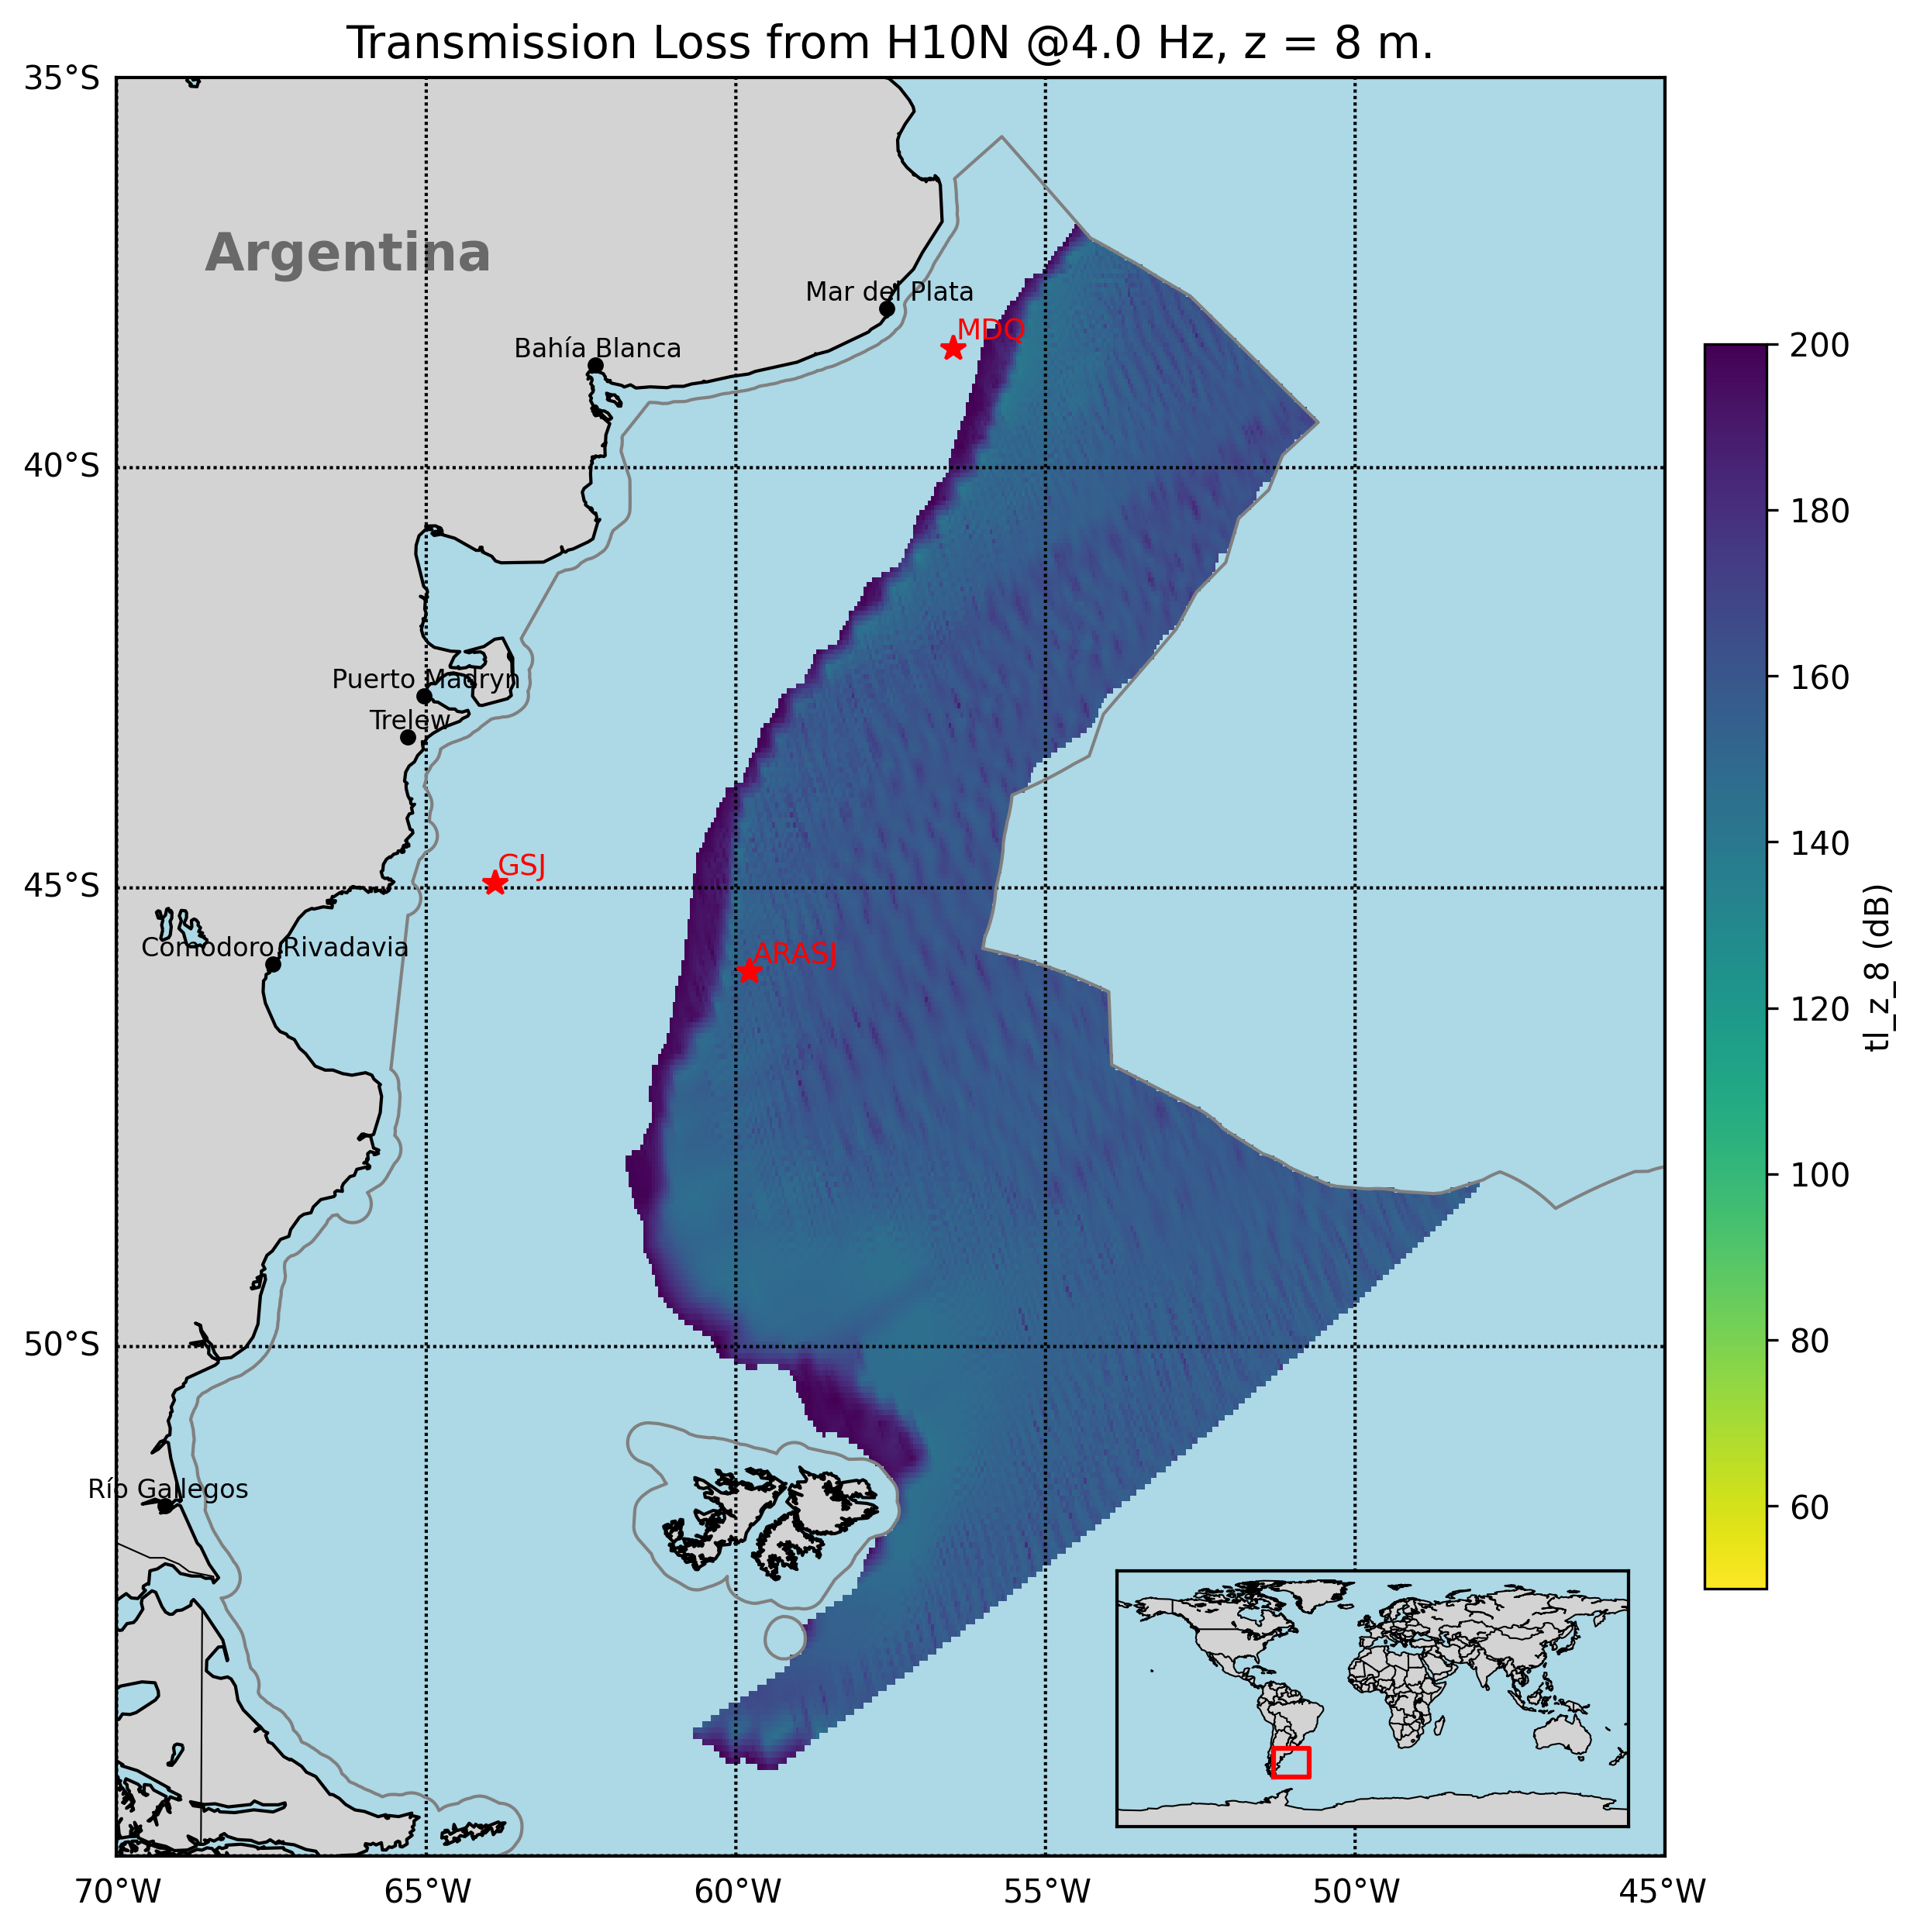 Transmission Loss from H10N @4.0 Hz, z = 8 m.
35°S
Argentina
Mar del Plata
MDQ
Bahía Blanca
200
40°S
180
Puerto Madryn
160
Trelew
140
GSJ
45°S
tl_z_8 (dB)
Comodoro Rivadavia
ARASJ
120
100
50°S
80
Río Gallegos
60
70°W
65°W
60°W
55°W
50°W
45°W